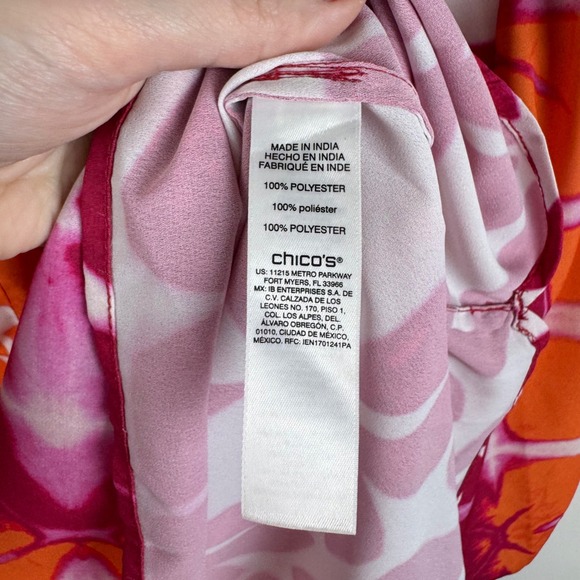 MADE IN INDIA
HECHO EN INDIA
FABRIQUÉ EN INDE
100% POLYESTER
100% poliéster
100% POLYESTER
chico's®
US: 11215 METRO PARKWAY
FORT MYERS, FL 33966
MX: IB ENTERPRISES S.A. DE
C.V. CALZADA DE LOS
LEONES NO. 170, PISO 1,
COL. LOS ALPES, DEL.
ÁLVARO OBREGÓN, C.P.
01010, CIUDAD DE MÉXICO,
MÉXICO. RFC: IEN1701241PA